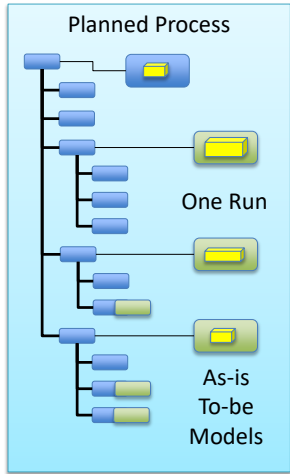 Planned Process
One Run
As-is
To-be
Models